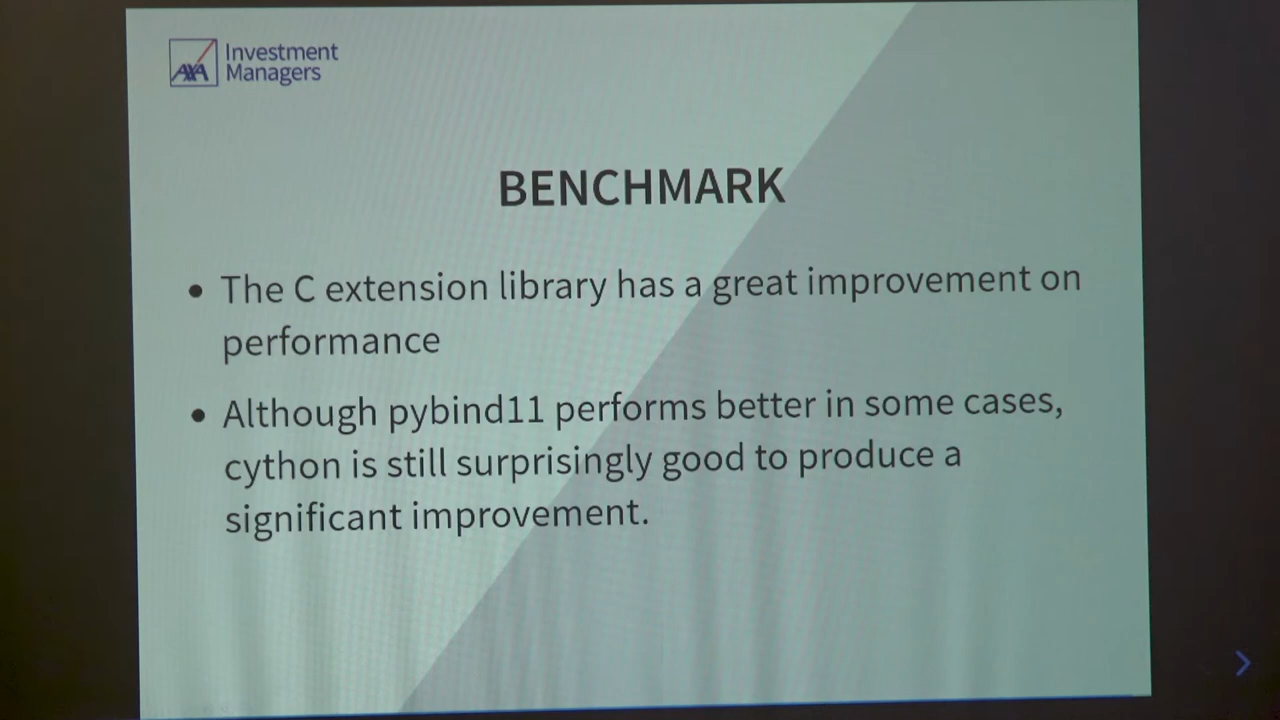 AXA
Investment
Managers
BENCHMARK
• The C extension library has a great improvement on
performance
• Although pybind11 performs better in some cases,
cython is still surprisingly good to produce a
significant improvement.